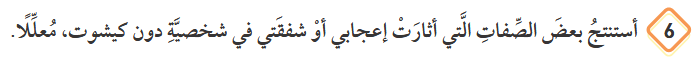 6 أستنتجُ بعضَ الصِّفاتِ الَّتي أثارَتْ إعجابي أوْ شفقَتي في شخصيَّةِ دون كيشوت، مُعلِّلًا.